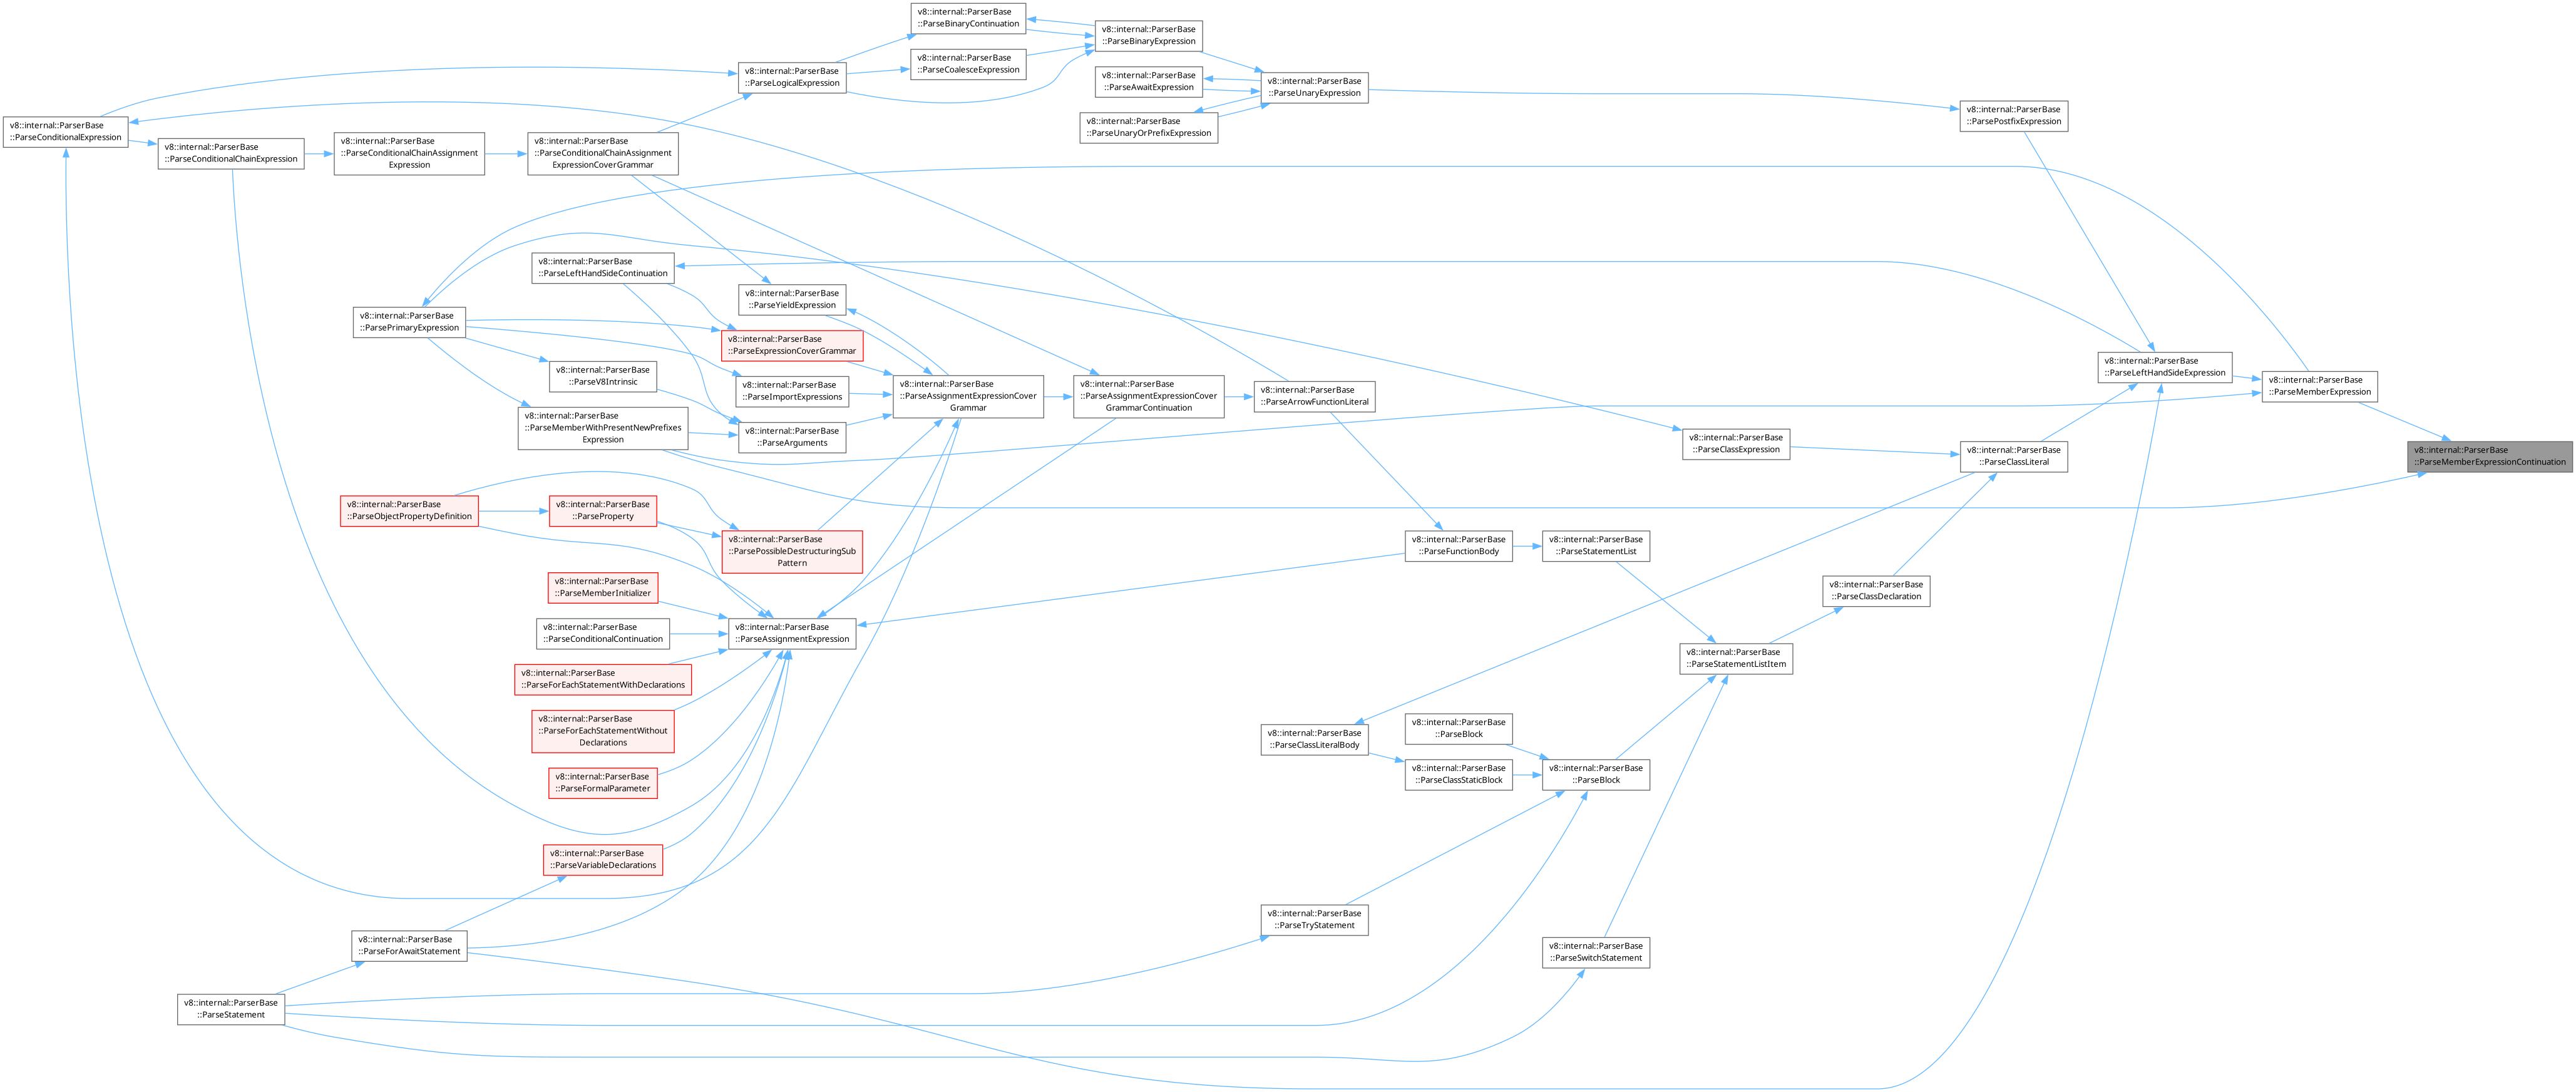 v8::internal::ParserBase
::ParseBinaryContinuation
v8::internal::ParserBase
::ParseBinaryExpression
v8::internal::ParserBase
::ParseCoalesceExpression
v8::internal::ParserBase
::ParseLogicalExpression
v8::internal::ParserBase
::ParseAwaitExpression
v8::internal::ParserBase
::ParseUnaryExpression
v8::internal::ParserBase
::ParseUnaryOrPrefixExpression
v8::internal::ParserBase
::ParsePostfixExpression
v8::internal::ParserBase
::ParseConditionalExpression
v8::internal::ParserBase
::ParseConditionalChainExpression
v8::internal::ParserBase
::ParseConditionalChainAssignment
Expression
v8::internal::ParserBase
::ParseConditionalChainAssignment
ExpressionCoverGrammar
v8::internal::ParserBase
::ParseLeftHandSideContinuation
v8::internal::ParserBase
::ParseYieldExpression
v8::internal::ParserBase
::ParsePrimaryExpression
v8::internal::ParserBase
::ParseExpressionCoverGrammar
v8::internal::ParserBase
::ParseV8Intrinsic
v8::internal::ParserBase
::ParseImportExpressions
v8::internal::ParserBase
::ParseAssignmentExpressionCover
Grammar
v8::internal::ParserBase
::ParseAssignmentExpressionCover
GrammarContinuation
v8::internal::ParserBase
::ParseArrowFunctionLiteral
v8::internal::ParserBase
::ParseLeftHandSideExpression
v8::internal::ParserBase
::ParseMemberExpression
v8::internal::ParserBase
::ParseMemberWithPresentNewPrefixes
Expression
v8::internal::ParserBase
::ParseArguments
v8::internal::ParserBase
::ParseClassExpression
v8::internal::ParserBase
::ParseClassLiteral
v8::internal::ParserBase
::ParseMemberExpressionContinuation
v8::internal::ParserBase
::ParseObjectPropertyDefinition
v8::internal::ParserBase
::ParseProperty
v8::internal::ParserBase
::ParsePossibleDestructuringSub
Pattern
v8::internal::ParserBase
::ParseFunctionBody
v8::internal::ParserBase
::ParseStatementList
v8::internal::ParserBase
::ParseMemberInitializer
v8::internal::ParserBase
::ParseClassDeclaration
v8::internal::ParserBase
::ParseConditionalContinuation
v8::internal::ParserBase
::ParseAssignmentExpression
v8::internal::ParserBase
::ParseStatementListItem
v8::internal::ParserBase
::ParseForEachStatementWithDeclarations
v8::internal::ParserBase
::ParseForEachStatementWithout
Declarations
v8::internal::ParserBase
::ParseClassLiteralBody
v8::internal::ParserBase
::ParseBlock
v8::internal::ParserBase
::ParseFormalParameter
v8::internal::ParserBase
::ParseClassStaticBlock
v8::internal::ParserBase
::ParseBlock
v8::internal::ParserBase
::ParseVariableDeclarations
v8::internal::ParserBase
::ParseForAwaitStatement
v8::internal::ParserBase
::ParseTryStatement
v8::internal::ParserBase
::ParseSwitchStatement
v8::internal::ParserBase
::ParseStatement